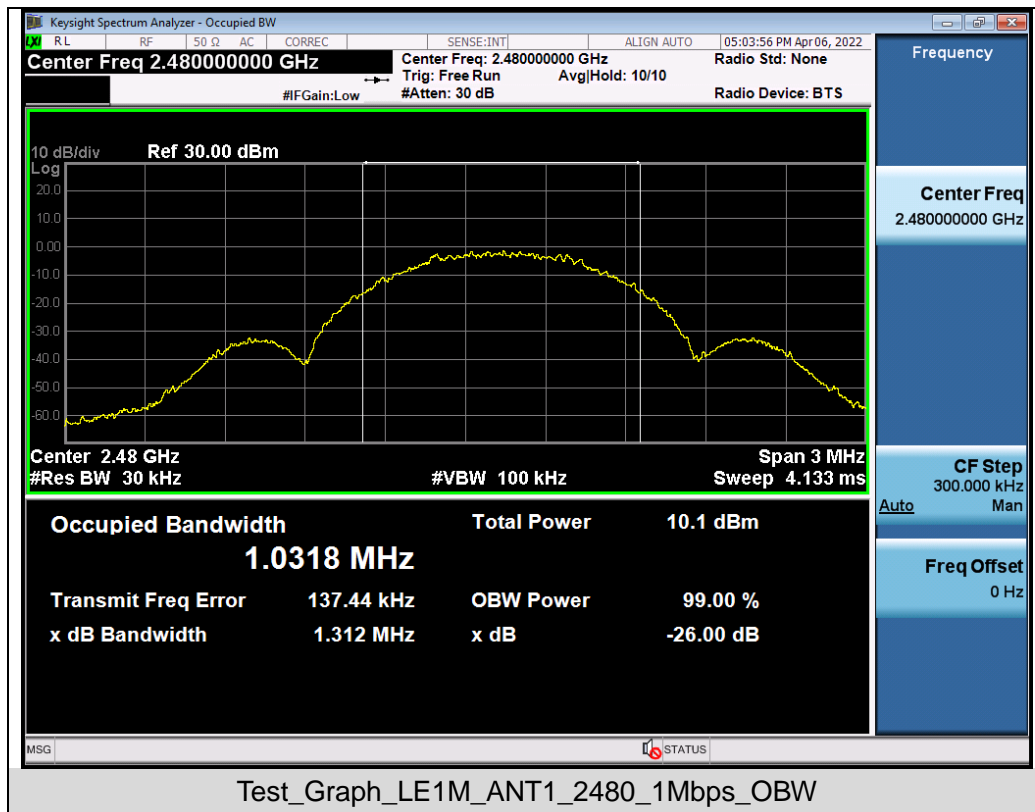 Keysight Spectrum Analyzer - Occupied BW
LXI RL RF 50 Ω AC CORREC SENSE:INT ALIGN AUTO 05:03:56 PM Apr 06, 2022
Center Freq 2.480000000 GHz
Center Freq: 2.480000000 GHz Radio Std: None
Trig: Free Run Avg|Hold: 10/10
#IFGain:Low #Atten: 30 dB Radio Device: BTS
10 dB/div Ref 30.00 dBm
Log
20.0
10.0
0.00
-10.0
-20.0
-30.0
-40.0
-50.0
-60.0
Center 2.48 GHz Span 3 MHz
#Res BW 30 kHz #VBW 100 kHz Sweep 4.133 ms
Occupied Bandwidth Total Power 10.1 dBm
1.0318 MHz
Transmit Freq Error 137.44 kHz OBW Power 99.00 %
x dB Bandwidth 1.312 MHz x dB -26.00 dB
MSG STATUS
Frequency
Center Freq
2.480000000 GHz
CF Step
300.000 kHz
Auto Man
Freq Offset
0 Hz
Test_Graph_LE1M_ANT1_2480_1Mbps_OBW